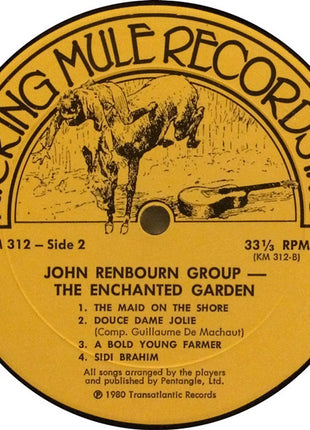 KICKING MULE RECORDS, IN
M 312 – Side 2
33⅓ RPM
(KM 312-B)
JOHN RENBOURN GROUP —
THE ENCHANTED GARDEN
1. THE MAID ON THE SHORE
2. DOUCE DAME JOLIE
(Comp. Guillaume De Machaut)
3. A BOLD YOUNG FARMER
4. SIDI BRAHIM
All songs arranged by the players
and published by Pentangle, Ltd.
℗ 1980 Transatlantic Records